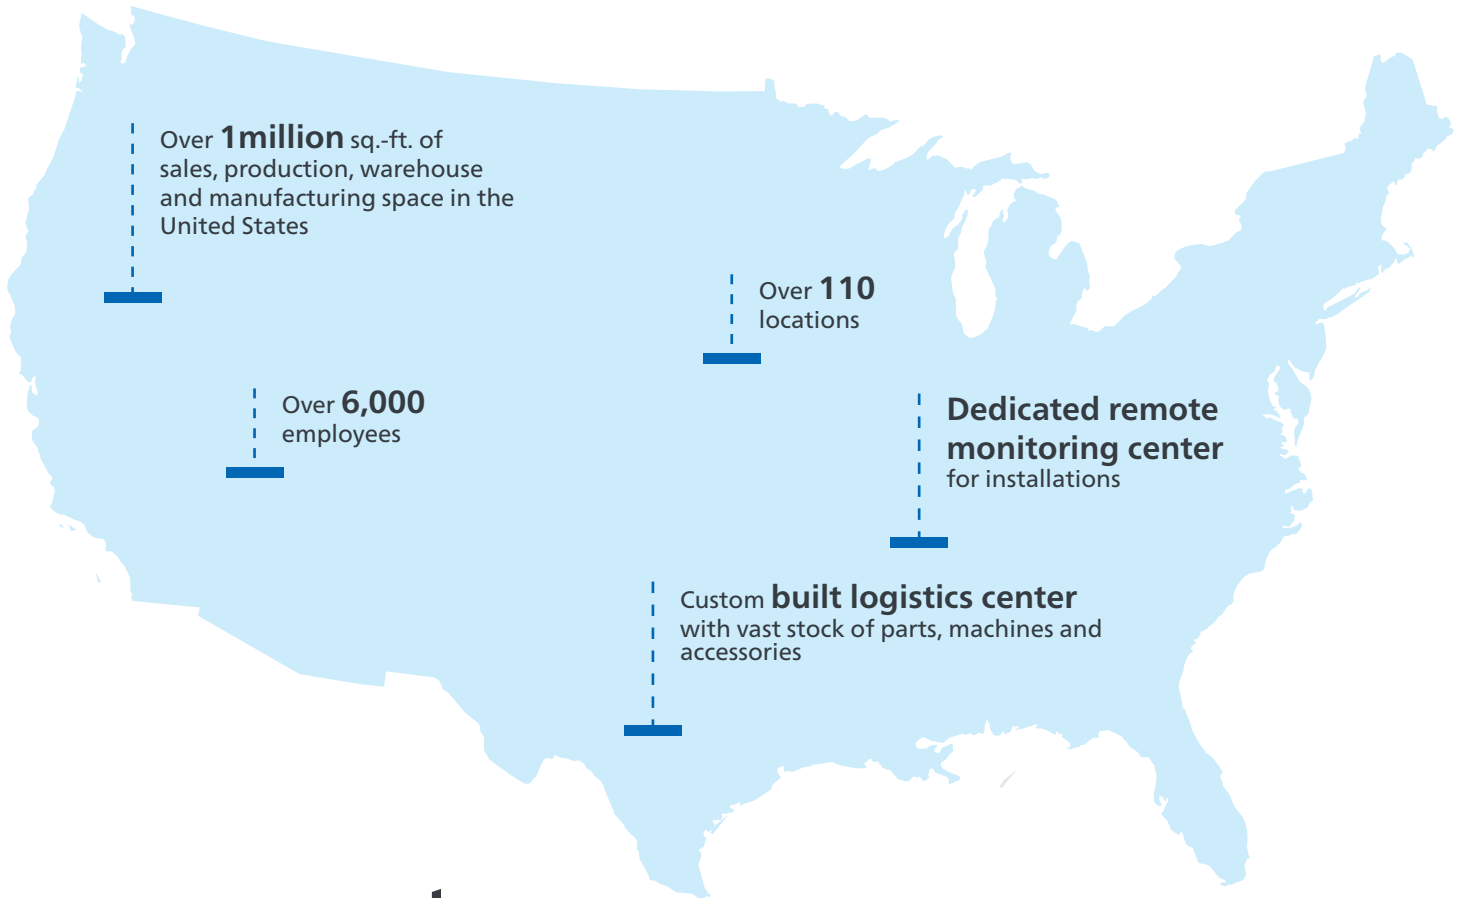 Over 1million sq.-ft. of
sales, production, warehouse
and manufacturing space in the
United States
Over 110
locations
Over 6,000
employees
Dedicated remote
monitoring center
for installations
Custom built logistics center
with vast stock of parts, machines and
accessories